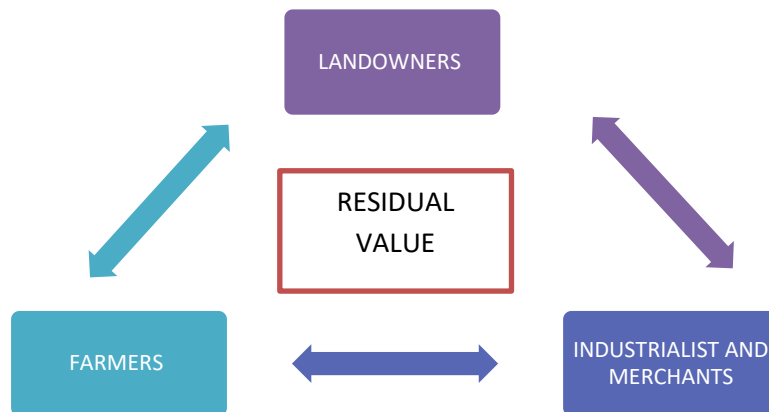 LANDOWNERS
RESIDUAL
VALUE
FARMERS
INDUSTRIALIST AND
MERCHANTS